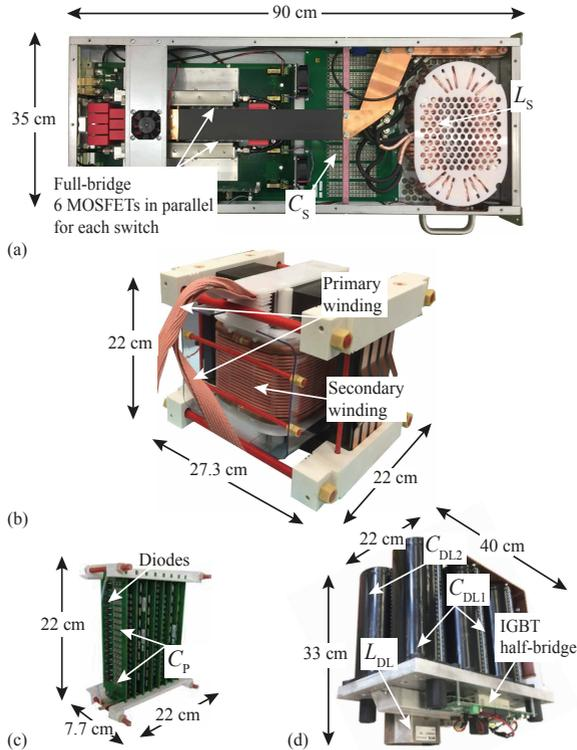 90 cm
35 cm
L_S
Full-bridge
6 MOSFETs in parallel
for each switch
C_S
(a)
Primary
winding
22 cm
Secondary
winding
27.3 cm
22 cm
(b)
Diodes
22 cm
C_P
7.7 cm
22 cm
(c)
22 cm
40 cm
C_DL2
C_DL1
33 cm
L_DL
IGBT
half-bridge
(d)